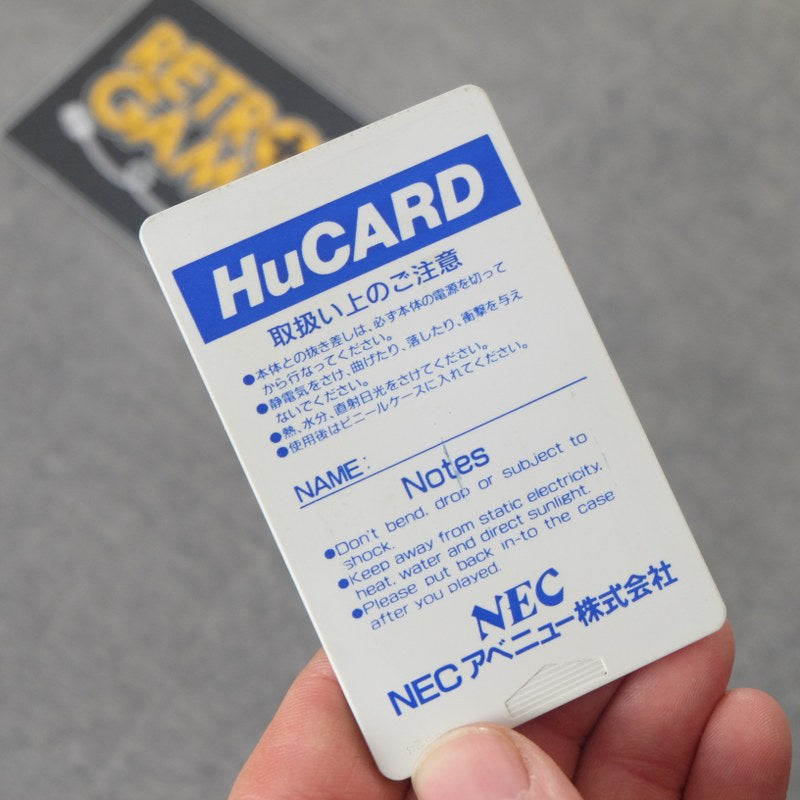 RETRO
GAM
HuCARD
取扱い上のご注意
●本体との抜き差しは、必ず本体の電源を切って
から行なってください。
●静電気をさけ、曲げたり、落したり、衝撃を与え
ないでください。
●熱、水分、直射日光をさけてください。
●使用後はビニールケースに入れてください。
NAME:
Notes
●Don't bend, drop or subject to
shock.
●Keep away from static electricity,
heat, water and direct sunlight.
●Please put back in-to the case
after you played.
NEC
NECアベニュー株式会社